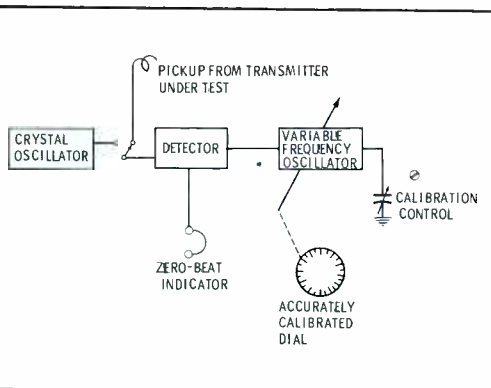 PICKUP FROM TRANSMITTER
UNDER TEST
CRYSTAL
OSCILLATOR
DETECTOR
VARIABLE
FREQUENCY
OSCILLATOR
CALIBRATION
CONTROL
ZERO-BEAT
INDICATOR
ACCURATELY
CALIBRATED
DIAL